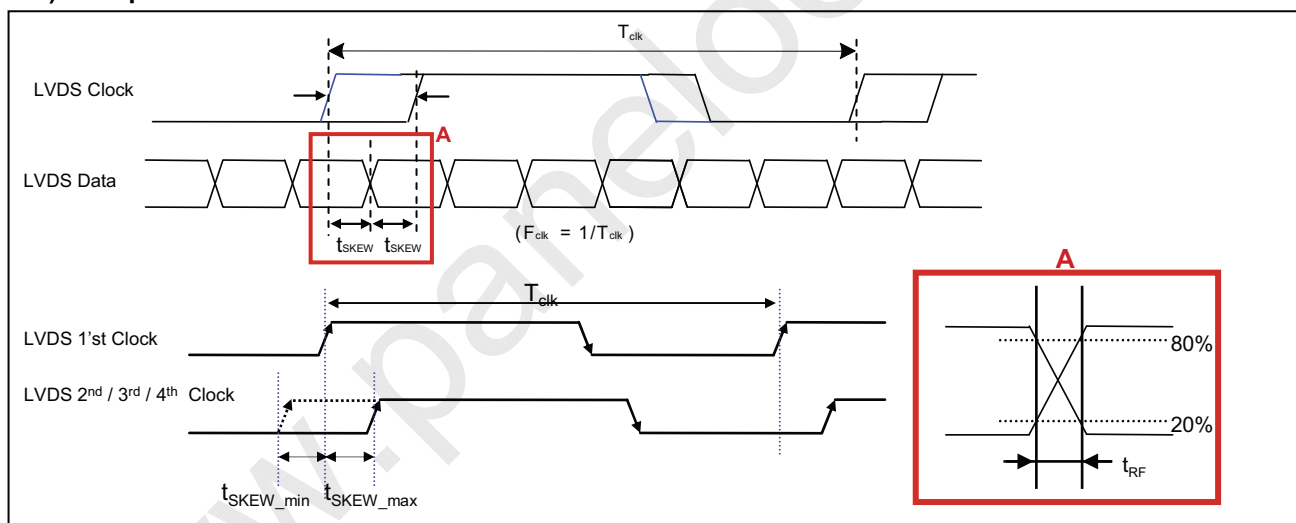 T clk
LVDS Clock
A
LVDS Data
tSKEW tSKEW
(Fclk = 1/Tclk )
A
Tclk
LVDS 1'st Clock
80%
LVDS 2nd / 3rd / 4th Clock
20%
tRF
tSKEW_min tSKEW_max